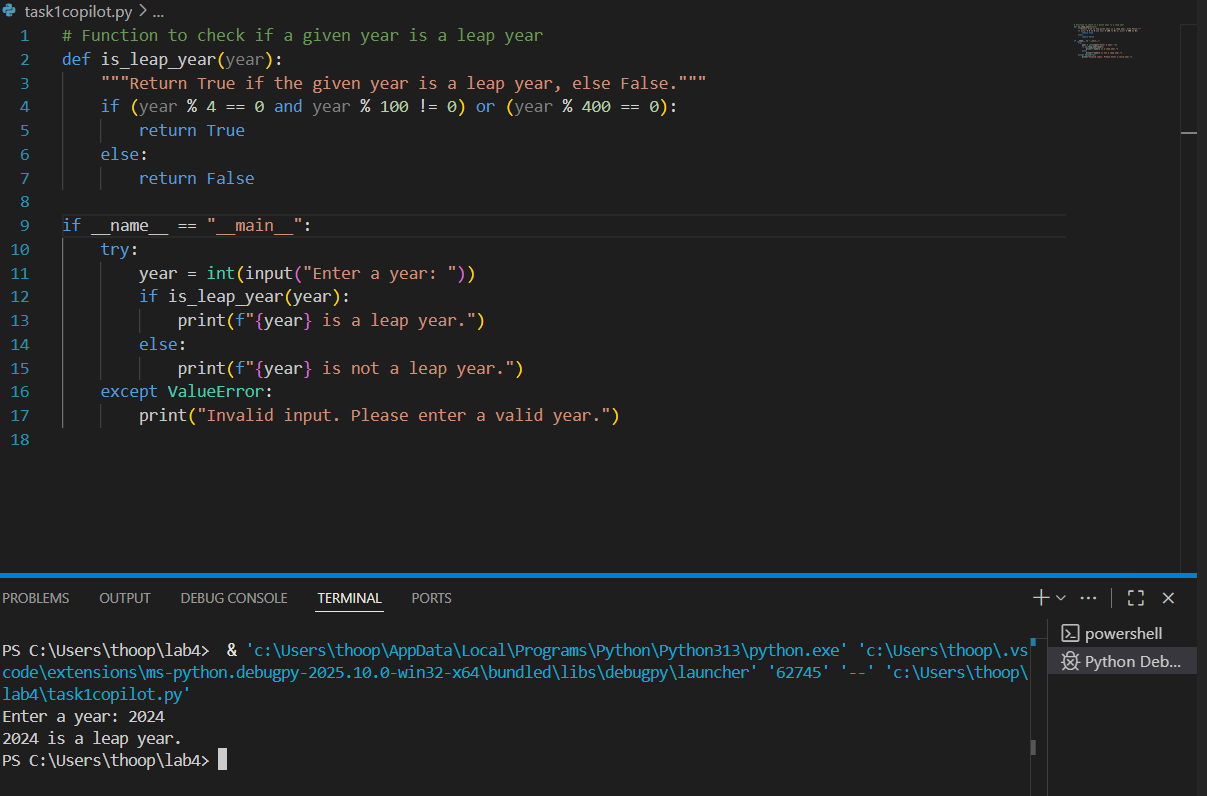 task1copilot.py > ...
1 # Function to check if a given year is a leap year
2 def is_leap_year(year):
3     """Return True if the given year is a leap year, else False."""
4     if (year % 4 == 0 and year % 100 != 0) or (year % 400 == 0):
5         return True
6     else:
7         return False
8
9 if __name__ == "__main__":
10     try:
11         year = int(input("Enter a year: "))
12         if is_leap_year(year):
13             print(f"{year} is a leap year.")
14         else:
15             print(f"{year} is not a leap year.")
16     except ValueError:
17         print("Invalid input. Please enter a valid year.")
18
PROBLEMS OUTPUT DEBUG CONSOLE TERMINAL PORTS
PS C:\Users\thoop\lab4>  & 'c:\Users\thoop\AppData\Local\Programs\Python\Python313\python.exe' 'c:\Users\thoop\.vs
code\extensions\ms-python.debugpy-2025.10.0-win32-x64\bundled\libs\debugpy\launcher' '62745' '--' 'c:\Users\thoop\
lab4\task1copilot.py'
Enter a year: 2024
2024 is a leap year.
PS C:\Users\thoop\lab4>
powershell
Python Deb...